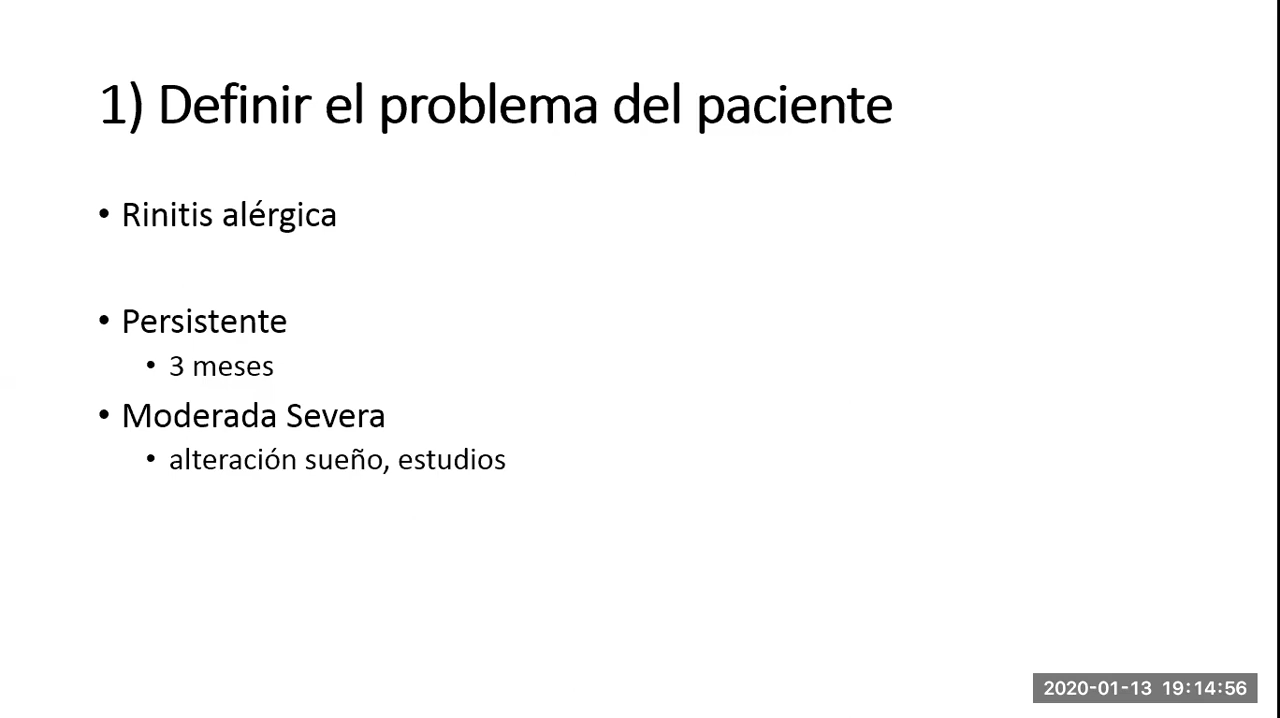 1) Definir el problema del paciente
• Rinitis alérgica
• Persistente
• 3 meses
• Moderada Severa
• alteración sueño, estudios
2020-01-13 19:14:56